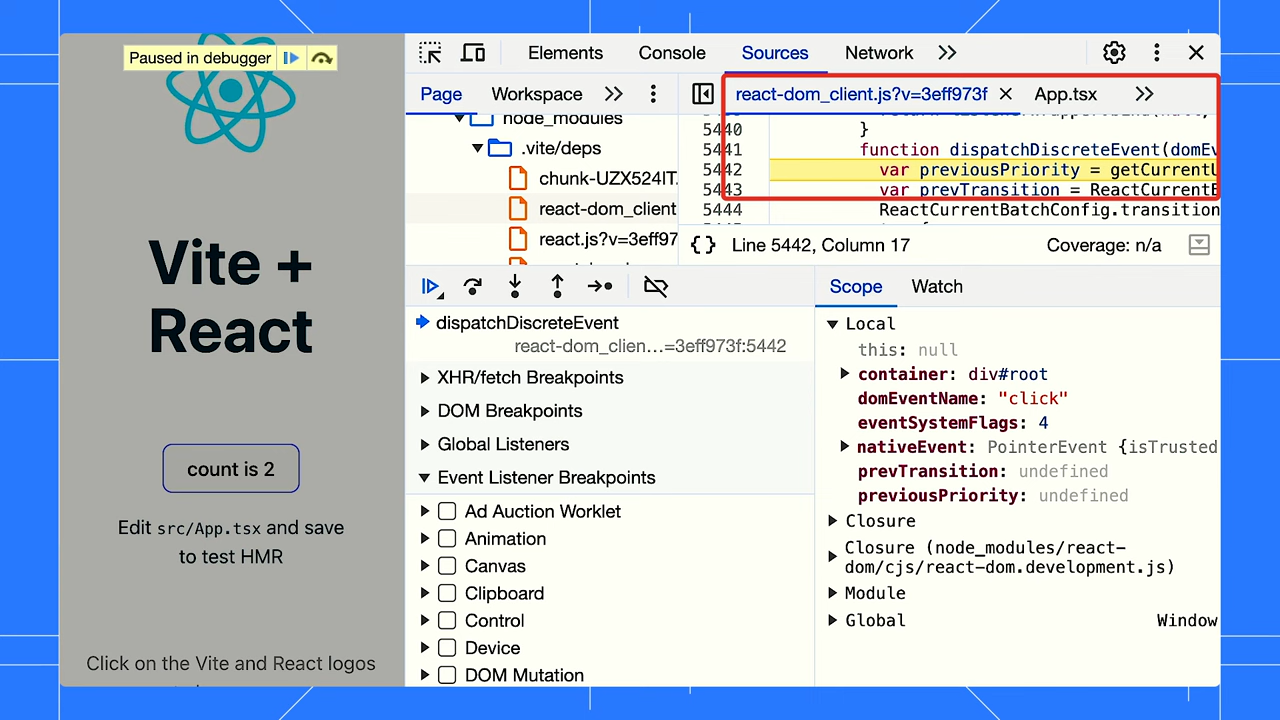 Paused in debugger
Vite +
React
count is 2
Edit src/App.tsx and save
to test HMR
Click on the Vite and React logos
Elements
Console
Sources
Network
Page
Workspace
node_modules
.vite/deps
chunk-UZX524IT.
react-dom_client
react.js?v=3eff97
react-dom_client.js?v=3eff973f
App.tsx
5440 }
5441 function dispatchDiscreteEvent(domEv
5442 var previousPriority = getCurrentU
5443 var prevTransition = ReactCurrentB
5444 ReactCurrentBatchConfig.transition
{ } Line 5442, Column 17
Coverage: n/a
dispatchDiscreteEvent
react-dom_clien…=3eff973f:5442
XHR/fetch Breakpoints
DOM Breakpoints
Global Listeners
Event Listener Breakpoints
Ad Auction Worklet
Animation
Canvas
Clipboard
Control
Device
DOM Mutation
Scope
Watch
Local
this: null
container: div#root
domEventName: "click"
eventSystemFlags: 4
nativeEvent: PointerEvent {isTrusted
prevTransition: undefined
previousPriority: undefined
Closure
Closure (node_modules/react-
dom/cjs/react-dom.development.js)
Module
Global Window